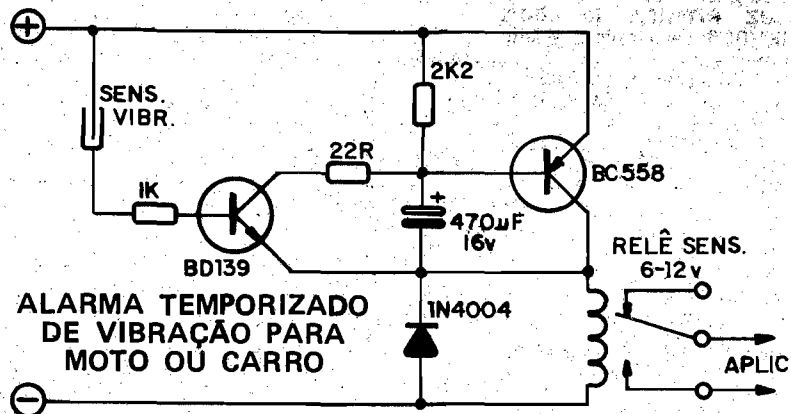 +
2K2
SENS.
VIBR.
22R
1K
BC558
+
470µF
16v
BD139
RELÊ SENS.
6-12v
ALARMA TEMPORIZADO
DE VIBRAÇÃO PARA
MOTO OU CARRO
1N4004
APLIC
-